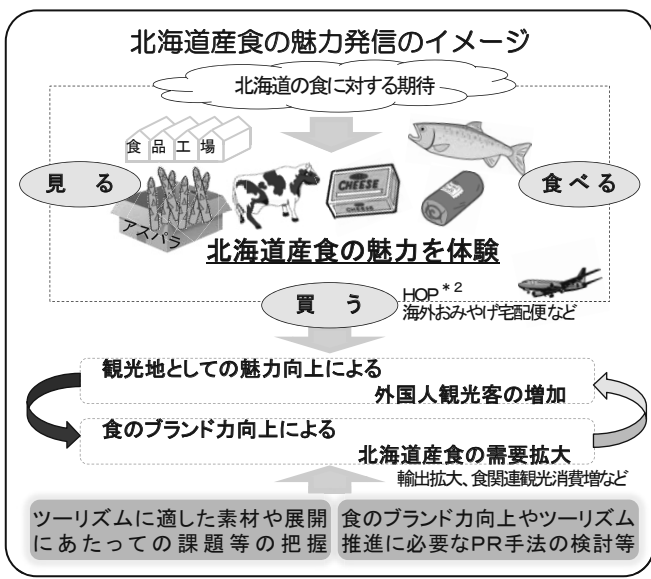 北海道産食の魅力発信のイメージ
北海道の食に対する期待
食品工場
見る
食べる
CHEESE
CHEESE
アスパラ
北海道産食の魅力を体験
買う
HOP＊2
海外おみやげ宅配便など
観光地としての魅力向上による
外国人観光客の増加
食のブランド力向上による
北海道産食の需要拡大
輸出拡大、食関連観光消費増など
ツーリズムに適した素材や展開
にあたっての課題等の把握
食のブランド力向上やツーリズム
推進に必要なPR手法の検討等